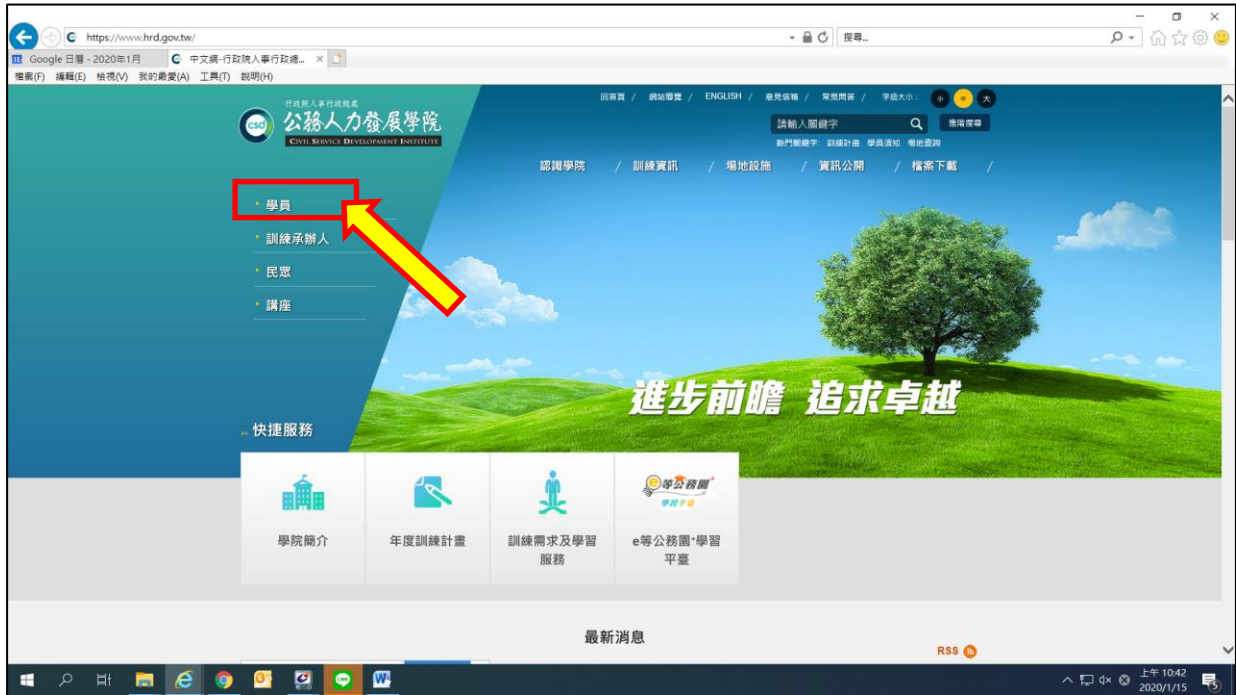 https://www.hrd.gov.tw/
搜尋...
Google 日曆 - 2020年1月
中文網-行政院人事行政總...
檔案(F) 編輯(E) 檢視(V) 我的最愛(A) 工具(T) 說明(H)
回首頁 / 網站導覽 / ENGLISH / 意見信箱 / 常見問答 / 字級大小： 小 中 大
行政院人事行政總處
公務人力發展學院
CIVIL SERVICE DEVELOPMENT INSTITUTE
請輸入關鍵字
進階搜尋
熱門關鍵字: 訓練計畫 學員須知 場地查詢
認識學院 / 訓練資訊 / 場地設施 / 資訊公開 / 檔案下載 /
學員
訓練承辦人
民眾
講座
進步前瞻 追求卓越
快捷服務
e等公務園+
學習平臺
學院簡介
年度訓練計畫
訓練需求及學習
服務
e等公務園+學習
平臺
最新消息
RSS
上午 10:42
2020/1/15